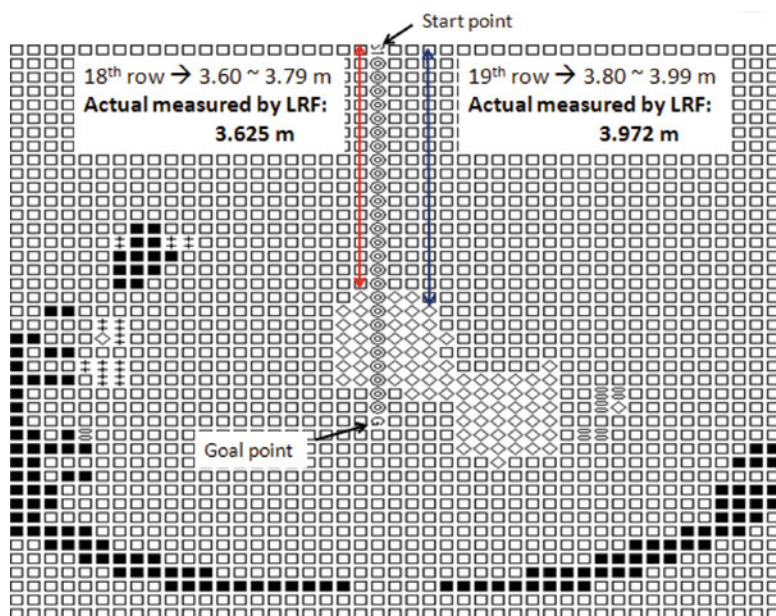 Start point
18th row → 3.60 ~ 3.79 m
Actual measured by LRF:
3.625 m
19th row → 3.80 ~ 3.99 m
Actual measured by LRF:
3.972 m
Goal point